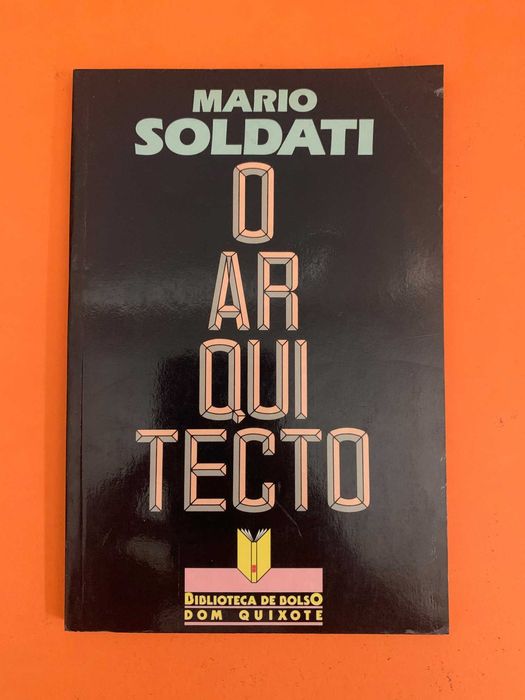 MARIO
SOLDATI
O
AR
QUI
TECTO
BIBLIOTECA DE BOLSO
DOM QUIXOTE